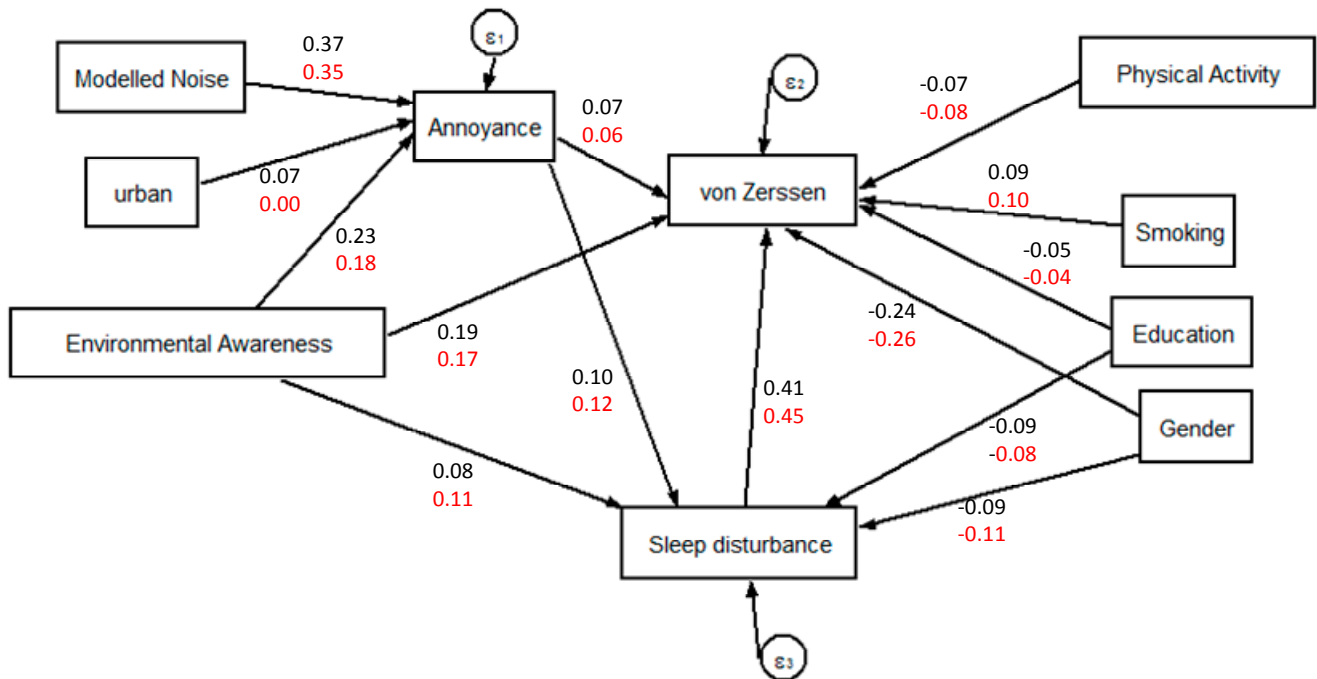 ε1
0.37
0.35
Modelled Noise
Annoyance
urban
0.07
0.00
0.07
0.06
ε2
von Zerssen
Physical Activity
-0.07
-0.08
0.09
0.10
Smoking
-0.05
-0.04
Education
-0.24
-0.26
Gender
0.23
0.18
Environmental Awareness
0.19
0.17
0.10
0.12
0.41
0.45
-0.09
-0.08
0.08
0.11
-0.09
-0.11
Sleep disturbance
ε3